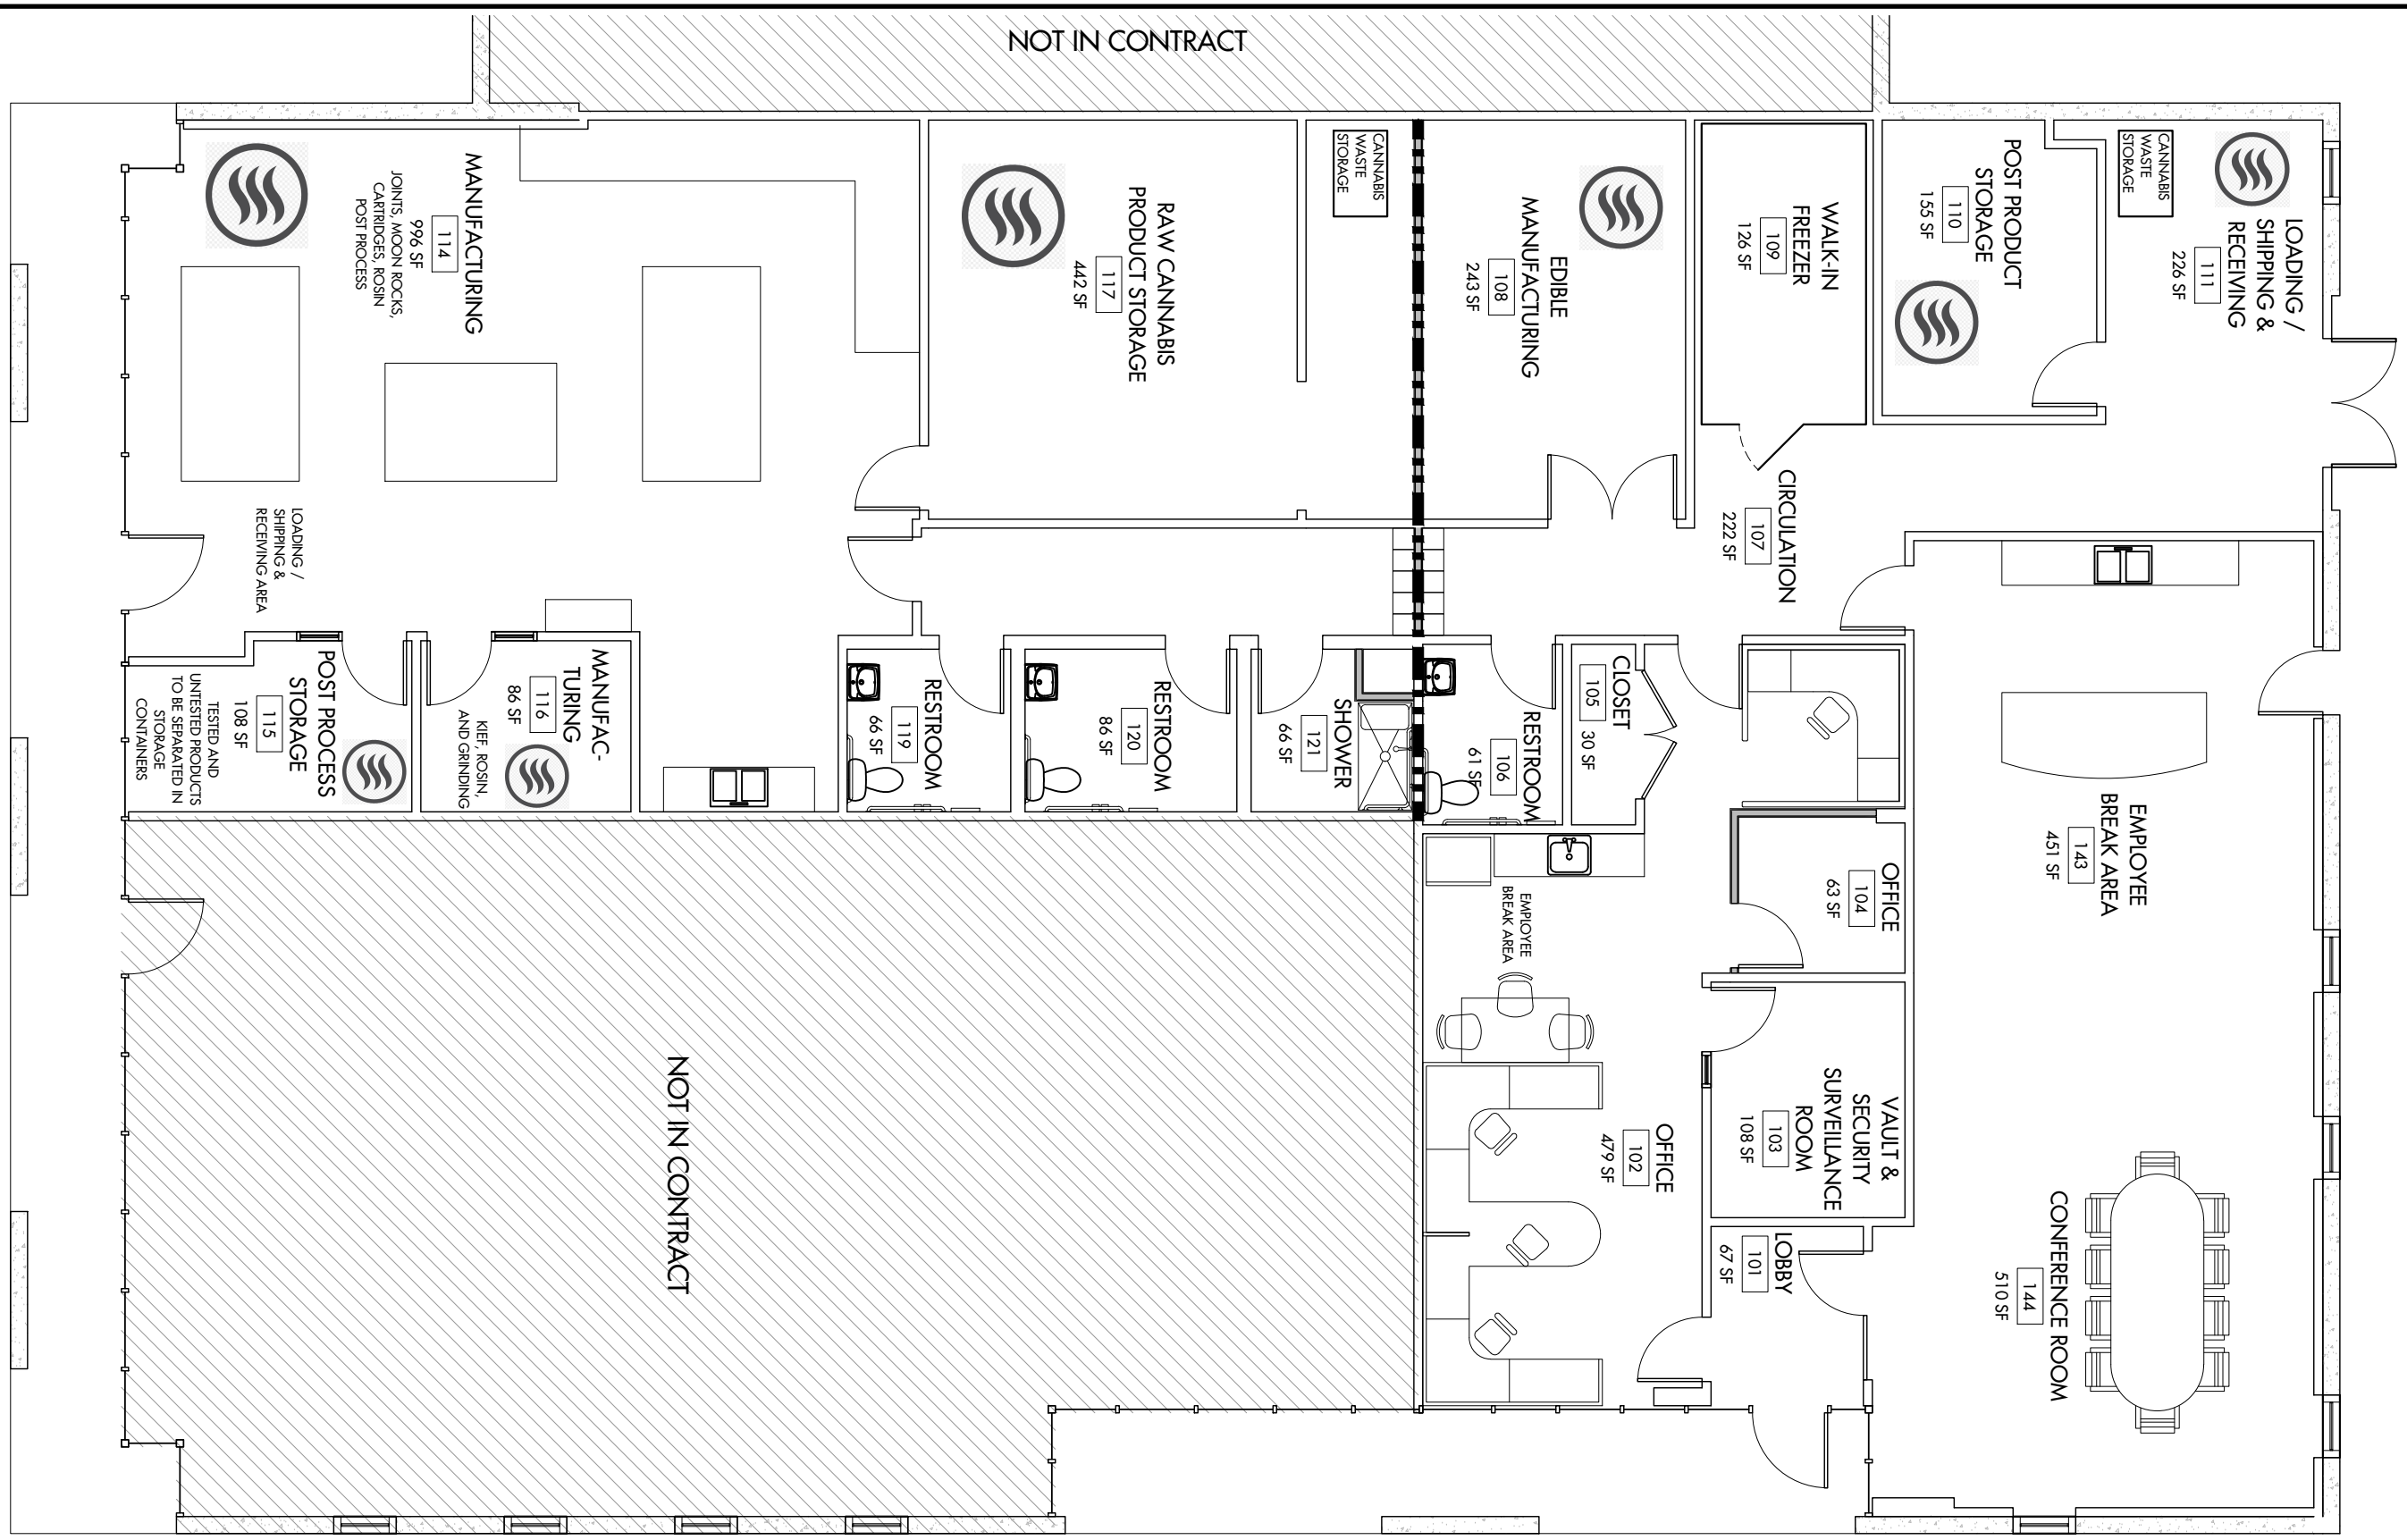 NOT IN CONTRACT
MANUFACTURING
114
996 SF
JOINTS, MOON ROCKS,
CARTRIDGES, ROSIN
POST PROCESS
RAW CANNABIS
PRODUCT STORAGE
117
442 SF
CANNABIS
WASTE
STORAGE
EDIBLE
MANUFACTURING
108
243 SF
WALK-IN
FREEZER
109
126 SF
POST PRODUCT
STORAGE
110
155 SF
CANNABIS
WASTE
STORAGE
LOADING /
SHIPPING &
RECEIVING
111
226 SF
CIRCULATION
107
222 SF
LOADING /
SHIPPING &
RECEIVING AREA
POST PROCESS
STORAGE
115
108 SF
TESTED AND
UNTESTED PRODUCTS
TO BE SEPARATED IN
STORAGE
CONTAINERS
MANUFAC-
TURING
116
86 SF
KIEF, ROSIN,
AND GRINDING
RESTROOM
119
66 SF
RESTROOM
120
86 SF
SHOWER
121
66 SF
RESTROOM
106
61 SF
CLOSET
105
30 SF
EMPLOYEE
BREAK AREA
143
451 SF
OFFICE
104
63 SF
EMPLOYEE
BREAK AREA
VAULT &
SECURITY
SURVEILLANCE
ROOM
103
108 SF
OFFICE
102
479 SF
LOBBY
101
67 SF
CONFERENCE ROOM
144
510 SF
NOT IN CONTRACT